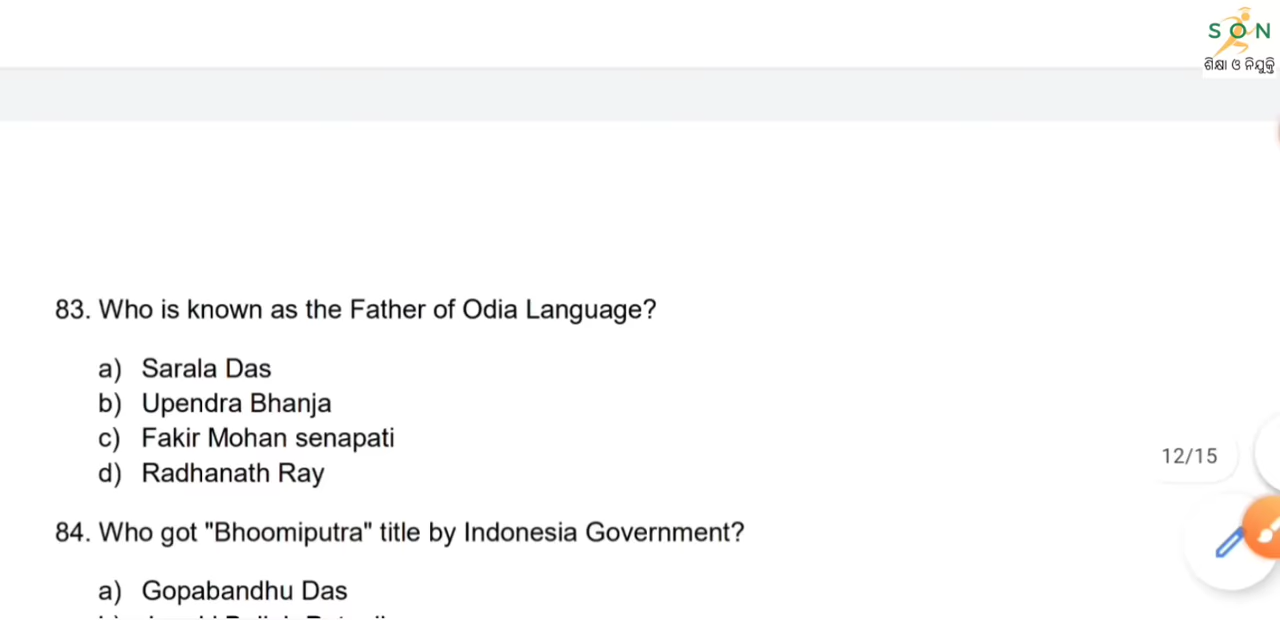 SON
ଶିକ୍ଷା ଓ ନିଯୁକ୍ତି
83. Who is known as the Father of Odia Language?
a) Sarala Das
b) Upendra Bhanja
c) Fakir Mohan senapati
d) Radhanath Ray
12/15
84. Who got "Bhoomiputra" title by Indonesia Government?
a) Gopabandhu Das